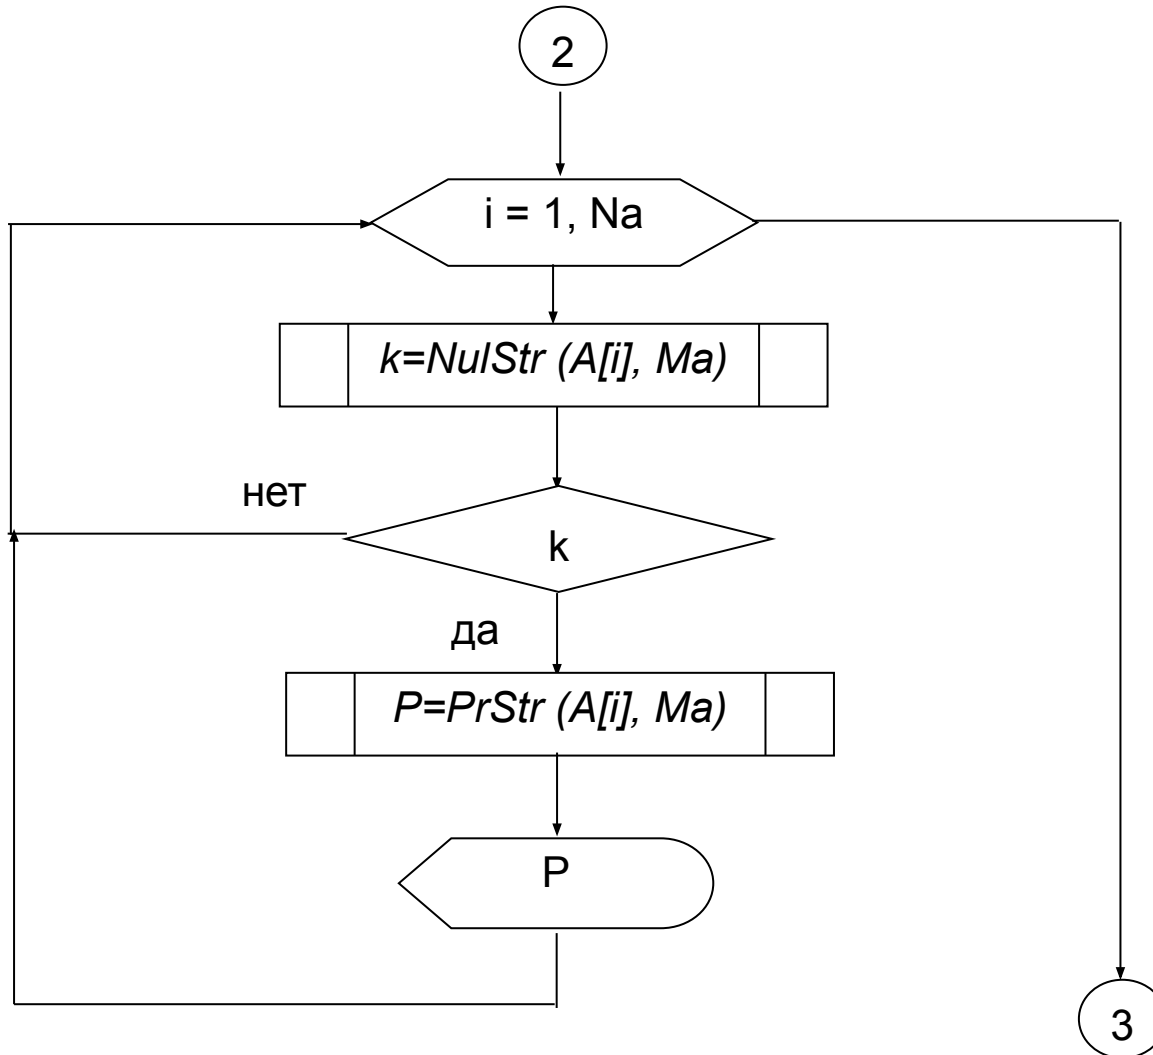 2
i = 1, Na
k=NulStr (A[i], Ma)
нет
k
да
P=PrStr (A[i], Ma)
P
3